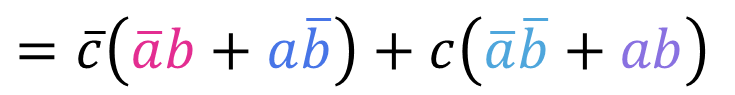 = c̄(āb + ab̄) + c(āb̄ + ab)